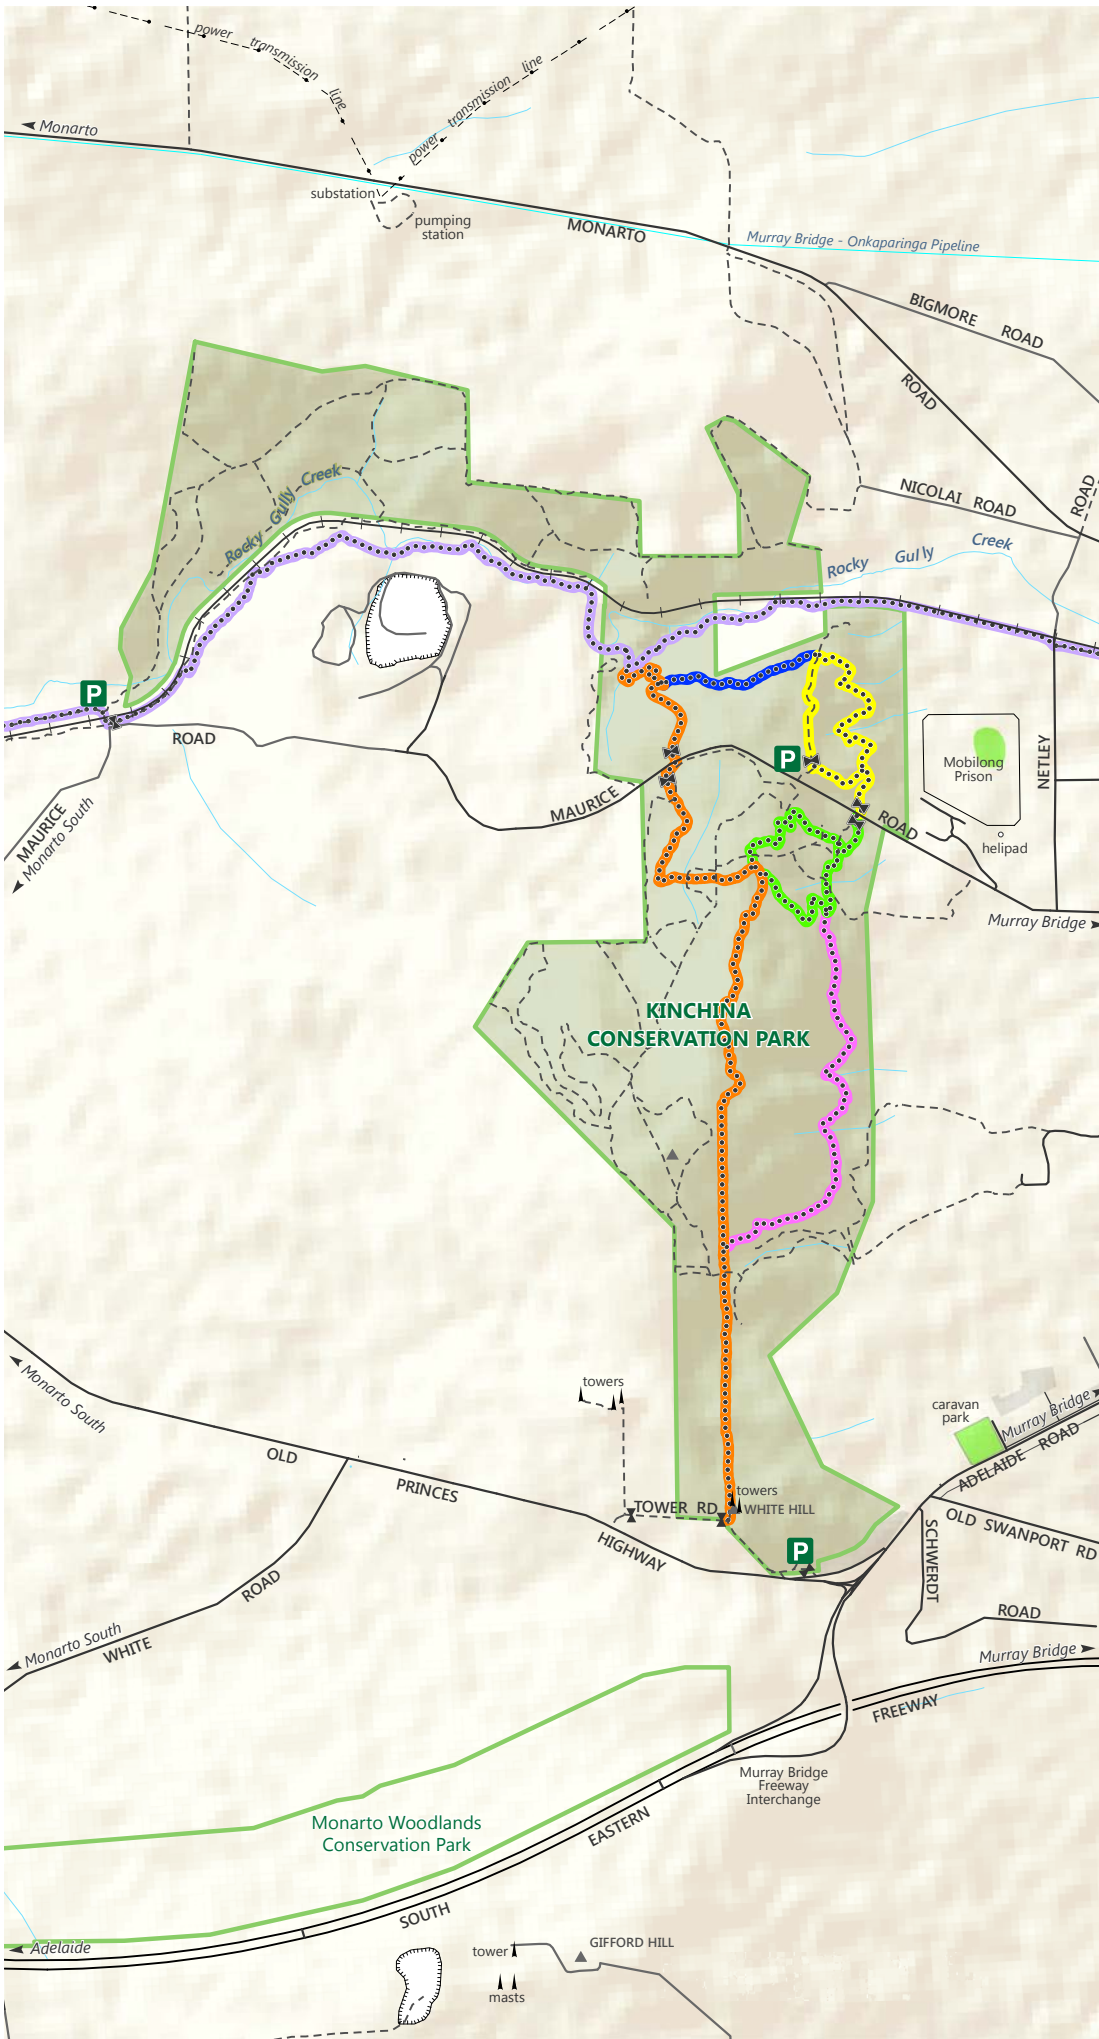 power transmission line
power transmission line
Monarto
substation
pumping
station
MONARTO
Murray Bridge - Onkaparinga Pipeline
BIGMORE ROAD
ROAD
ROAD
NICOLAI ROAD
Rocky Gully Creek
Rocky Gully Creek
P
ROAD
MAURICE
Monarto South
MAURICE
P
ROAD
Mobilong
Prison
NETLEY
helipad
Murray Bridge
KINCHINA
CONSERVATION PARK
Monarto South
towers
OLD
PRINCES
HIGHWAY
TOWER RD
towers
WHITE HILL
P
caravan
park
Murray Bridge
ADELAIDE ROAD
OLD SWANPORT RD
SCHWERDT
ROAD
ROAD
Monarto South
WHITE
Murray Bridge
FREEWAY
Murray Bridge
Freeway
Interchange
Monarto Woodlands
Conservation Park
EASTERN
SOUTH
Adelaide
tower
GIFFORD HILL
masts